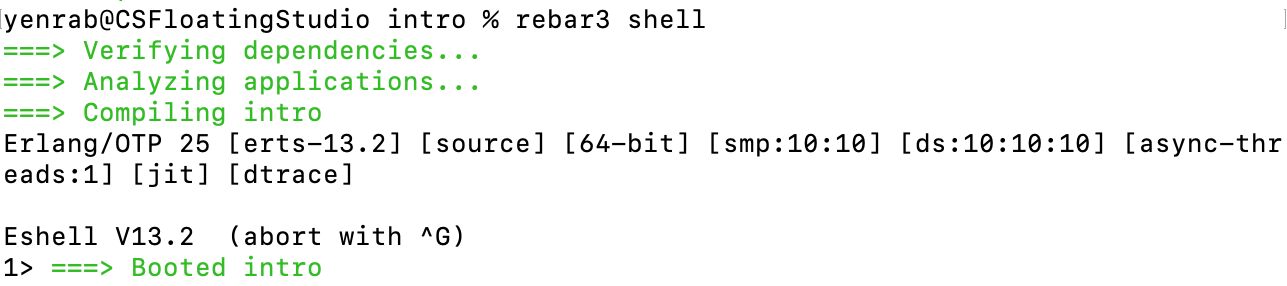 [yenrab@CSFloatingStudio intro % rebar3 shell ]
===> Verifying dependencies...
===> Analyzing applications...
===> Compiling intro
Erlang/OTP 25 [erts-13.2] [source] [64-bit] [smp:10:10] [ds:10:10:10] [async-thr
eads:1] [jit] [dtrace]
Eshell V13.2  (abort with ^G)
1> ===> Booted intro